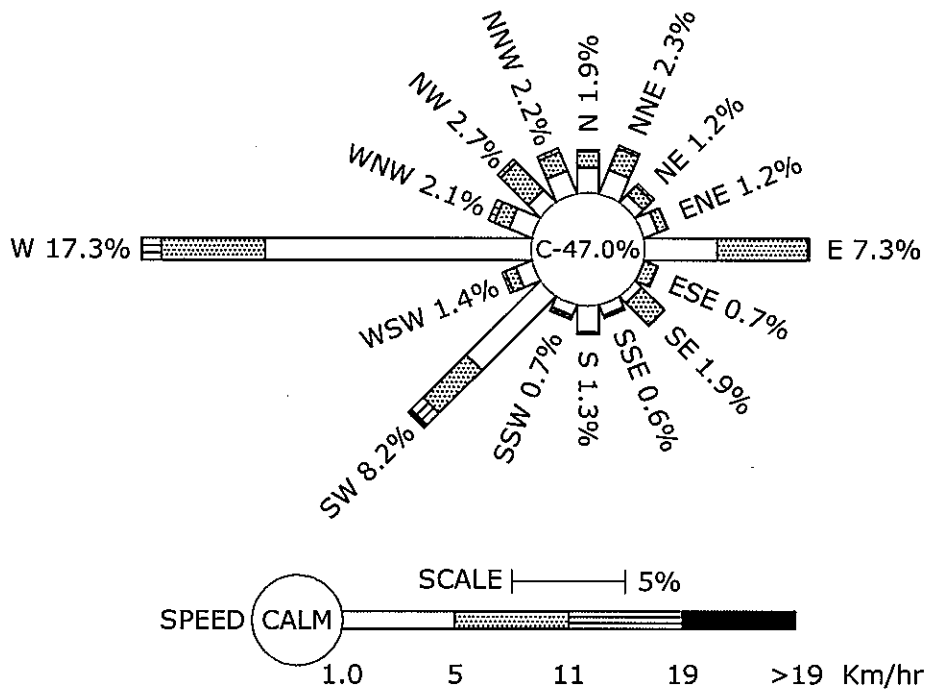 NNW 2.2%
N 1.9%
NNE 2.3%
NW 2.7%
NE 1.2%
WNW 2.1%
ENE 1.2%
W 17.3%
C-47.0%
E 7.3%
WSW 1.4%
ESE 0.7%
SW 8.2%
SSW 0.7%
S 1.3%
SSE 0.6%
SE 1.9%
SCALE 5%
SPEED CALM
1.0 5 11 19 >19 Km/hr